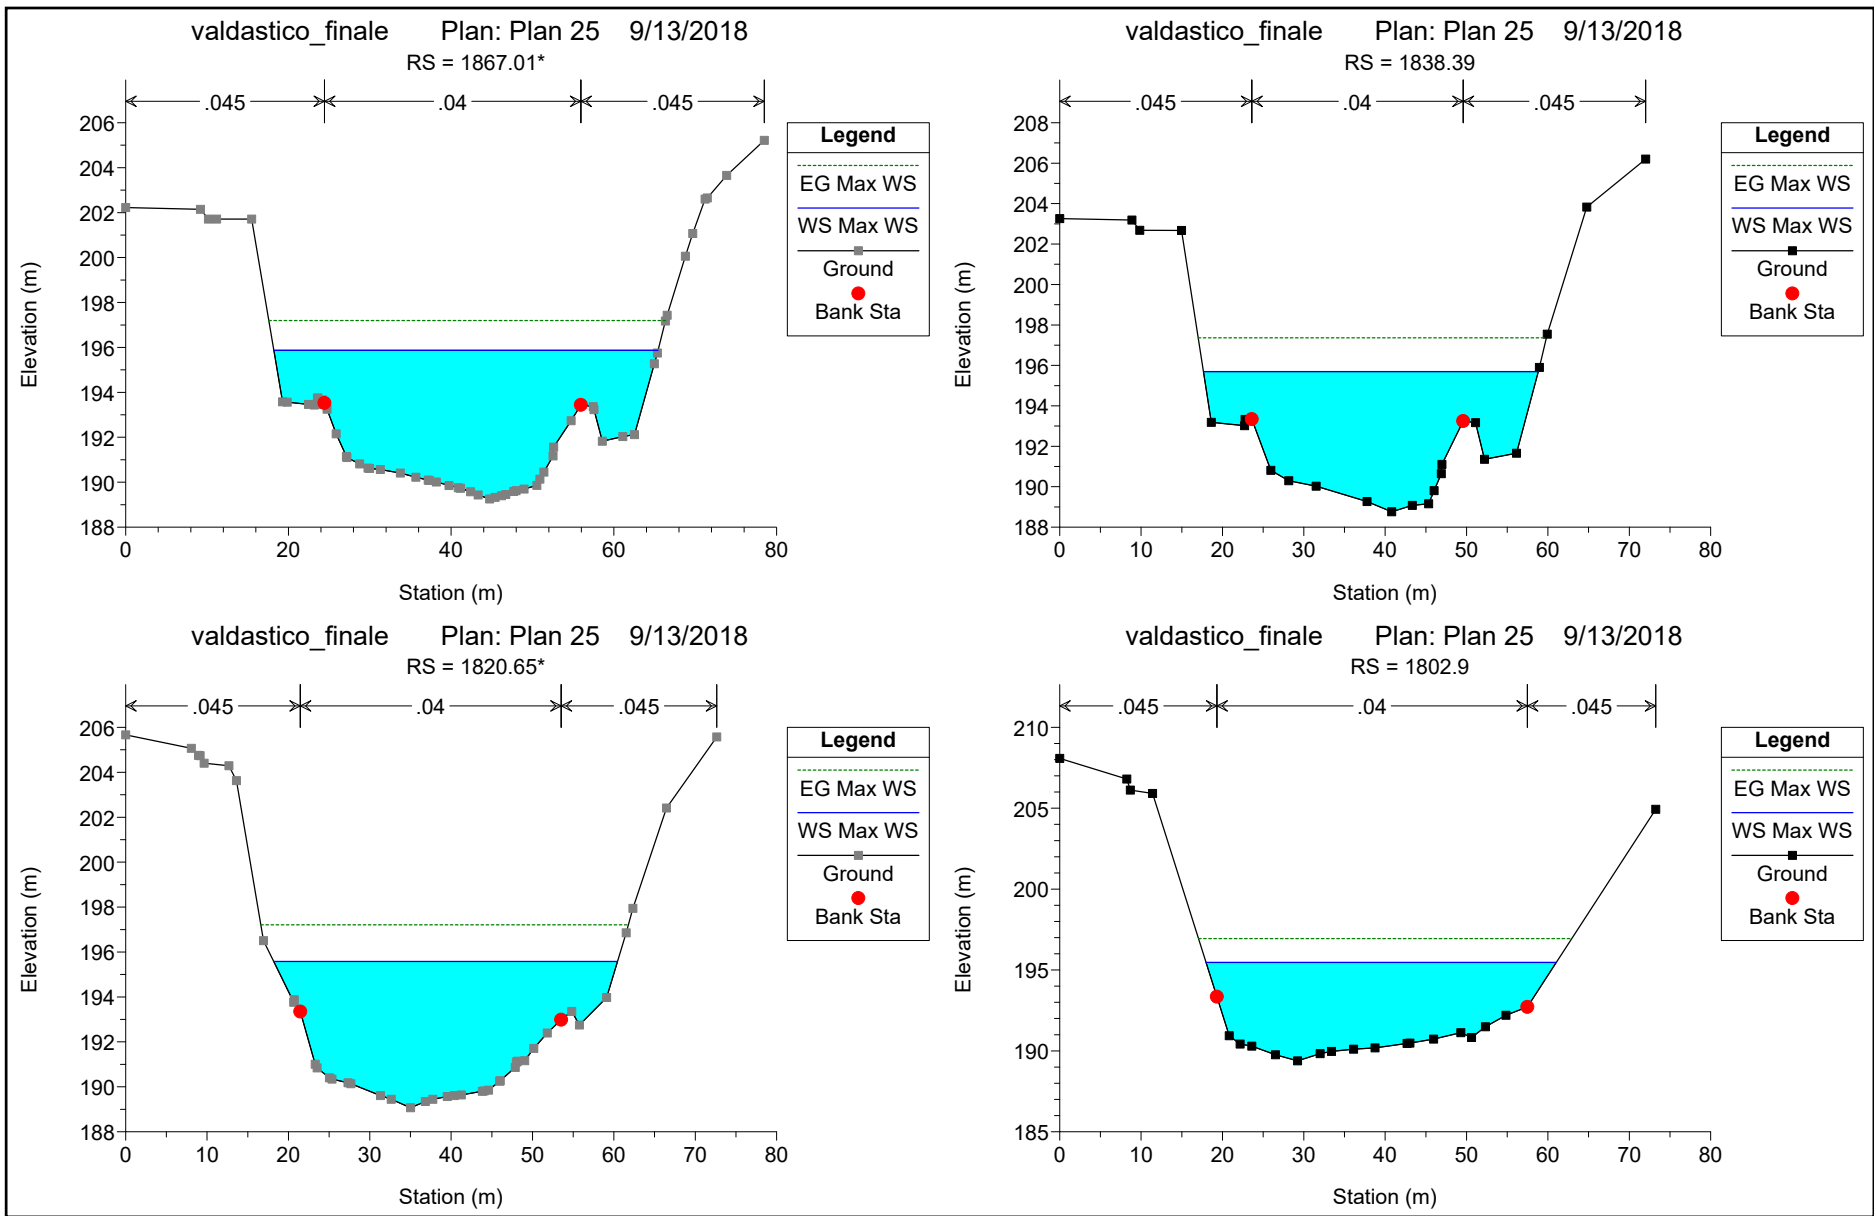 valdastico_finale Plan: Plan 25 9/13/2018
RS = 1867.01*
.045 .04 .045
206
204
202
200
198
196
194
192
190
188
0 20 40 60 80
Elevation (m)
Station (m)
Legend
EG Max WS
WS Max WS
Ground
Bank Sta
valdastico_finale Plan: Plan 25 9/13/2018
RS = 1838.39
.045 .04 .045
208
206
204
202
200
198
196
194
192
190
188
0 10 20 30 40 50 60 70 80
Elevation (m)
Station (m)
Legend
EG Max WS
WS Max WS
Ground
Bank Sta
valdastico_finale Plan: Plan 25 9/13/2018
RS = 1820.65*
.045 .04 .045
206
204
202
200
198
196
194
192
190
188
0 10 20 30 40 50 60 70 80
Elevation (m)
Station (m)
Legend
EG Max WS
WS Max WS
Ground
Bank Sta
valdastico_finale Plan: Plan 25 9/13/2018
RS = 1802.9
.045 .04 .045
210
205
200
195
190
185
0 10 20 30 40 50 60 70 80
Elevation (m)
Station (m)
Legend
EG Max WS
WS Max WS
Ground
Bank Sta